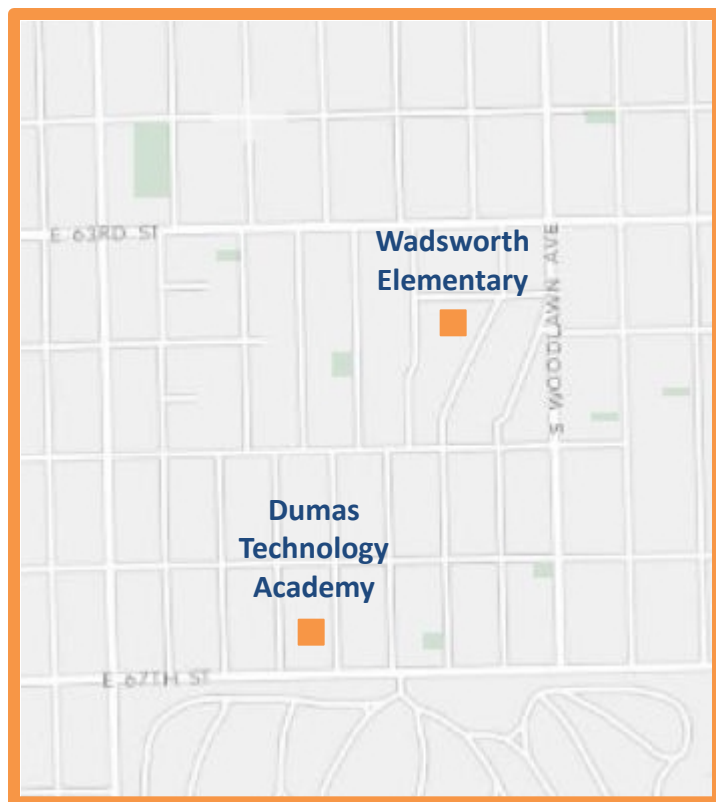 E 63RD ST
Wadsworth
Elementary
S WOODLAWN AVE
Dumas
Technology
Academy
E 67TH ST